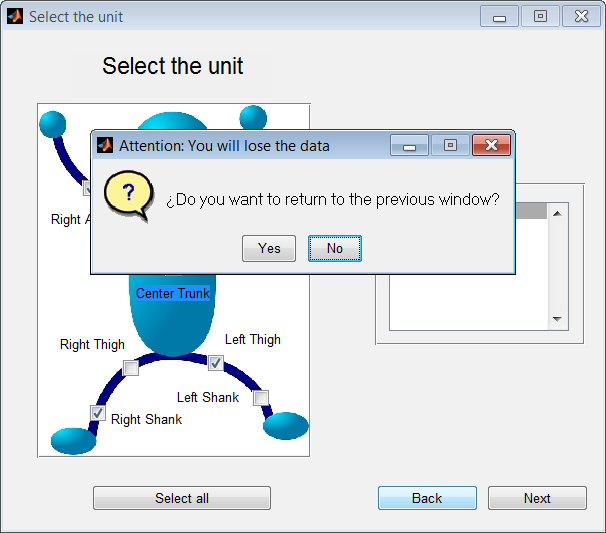 Select the unit
Select the unit
Attention: You will lose the data
?
¿Do you want to return to the previous window?
Yes
No
Right A
Center Trunk
Right Thigh
Left Thigh
Left Shank
Right Shank
Select all
Back
Next